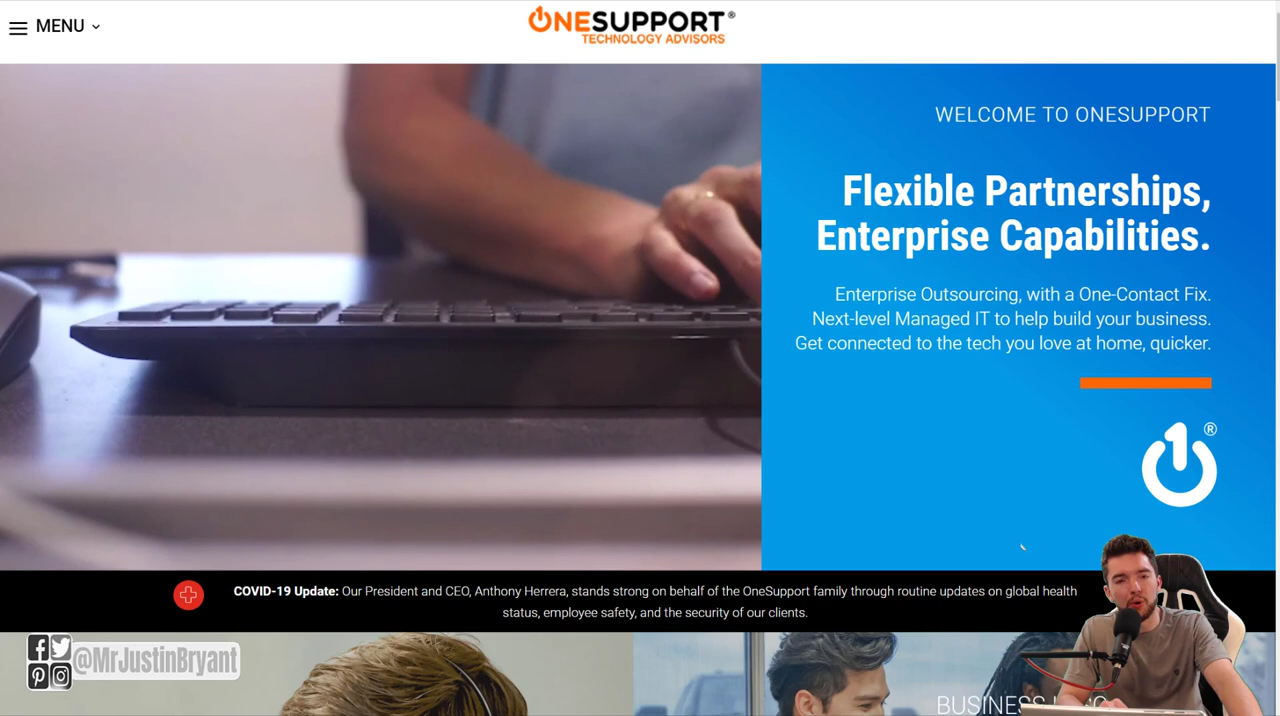 MENU
ONESUPPORT®
TECHNOLOGY ADVISORS
WELCOME TO ONESUPPORT
Flexible Partnerships,
Enterprise Capabilities.
Enterprise Outsourcing, with a One-Contact Fix.
Next-level Managed IT to help build your business.
Get connected to the tech you love at home, quicker.
®
COVID-19 Update: Our President and CEO, Anthony Herrera, stands strong on behalf of the OneSupport family through routine updates on global health
status, employee safety, and the security of our clients.
@MrJustinBryant
BUSINESS